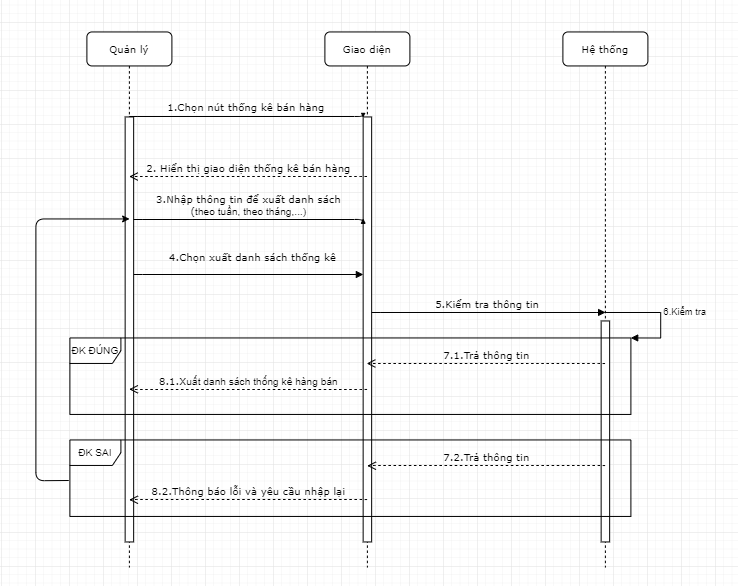 Quản lý
Giao diện
Hệ thống
1.Chọn nút thống kê bán hàng
2. Hiển thị giao diện thống kê bán hàng
3.Nhập thông tin để xuất danh sách
(theo tuần, theo tháng,...)
4.Chọn xuất danh sách thống kê
5.Kiểm tra thông tin
6.Kiểm tra
ĐK ĐÚNG
7.1.Trả thông tin
8.1.Xuất danh sách thống kê hàng bán
ĐK SAI
7.2.Trả thông tin
8.2.Thông báo lỗi và yêu cầu nhập lại